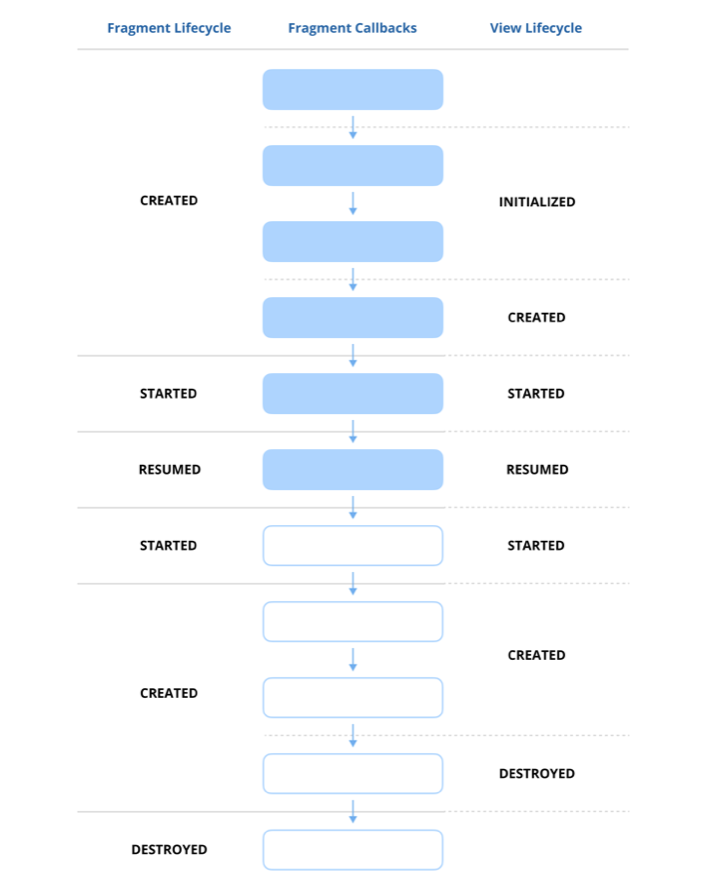 Fragment Lifecycle Fragment Callbacks View Lifecycle
CREATED INITIALIZED
CREATED
STARTED STARTED
RESUMED RESUMED
STARTED STARTED
CREATED
CREATED
DESTROYED
DESTROYED